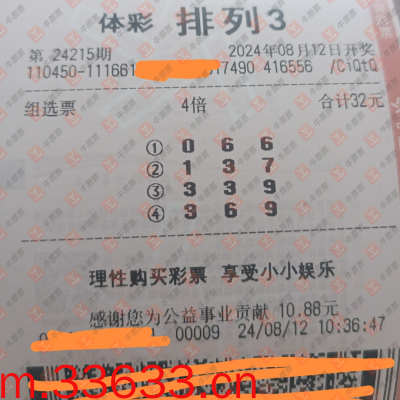 体彩 排列3
第 24215期 2024年08月12日开奖
110450-111661 17490 416556 /CiQtQ
组选票 4倍 合计32元
① 0 6 6
② 1 3 7
③ 3 3 9
④ 3 6 9
理性购买彩票 享受小小娱乐
感谢您为公益事业贡献 10.88元
00009 24/08/12 10:36:47
m.33633.cn